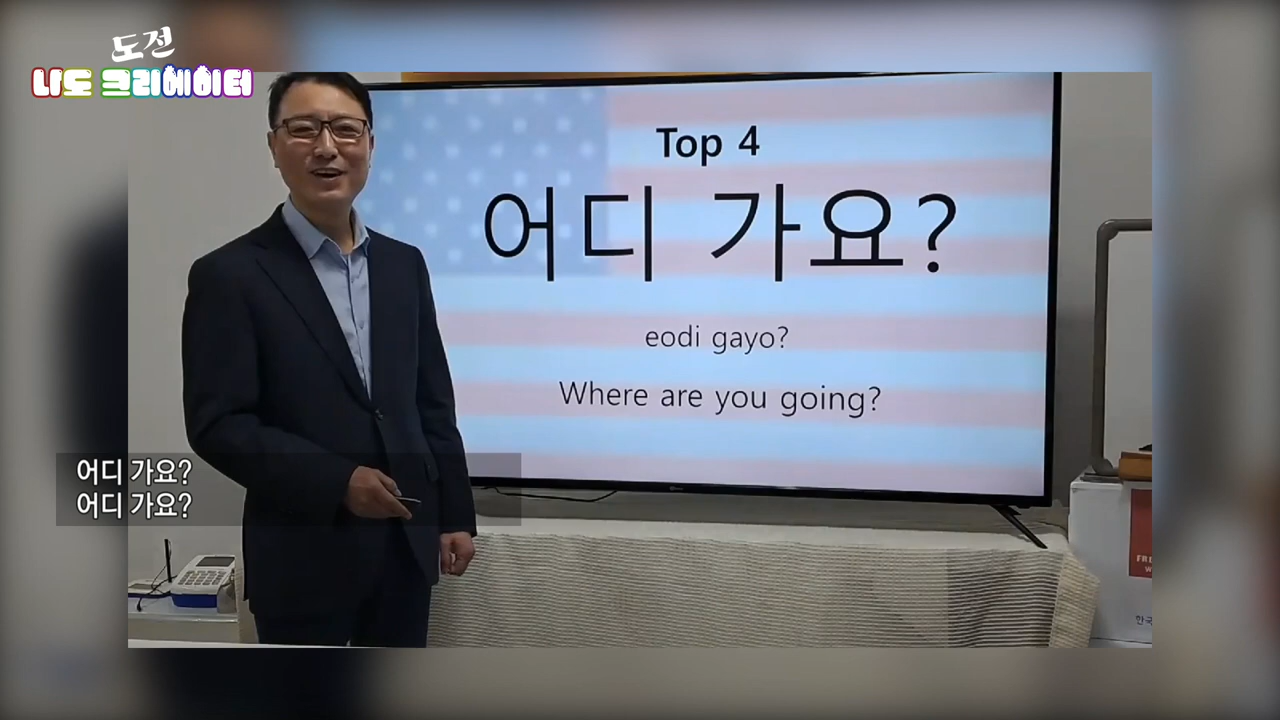 도전
나도 크리에이터
Top 4
어디 가요?
eodi gayo?
Where are you going?
어디 가요?
어디 가요?